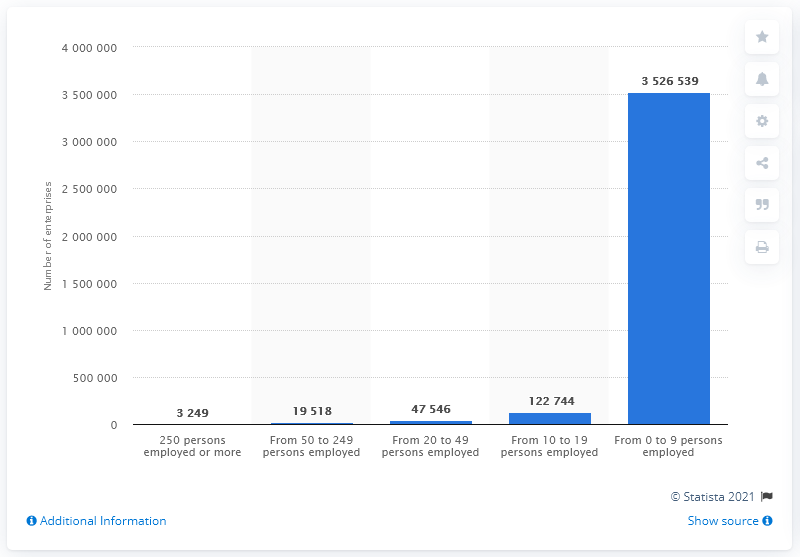 4 000 000
3 500 000
3 000 000
2 500 000
2 000 000
1 500 000
1 000 000
500 000
0
Number of enterprises
3 249
19 518
47 546
122 744
3 526 539
250 persons
employed or more
From 50 to 249
persons employed
From 20 to 49
persons employed
From 10 to 19
persons employed
From 0 to 9 persons
employed
© Statista 2021
Additional Information
Show source